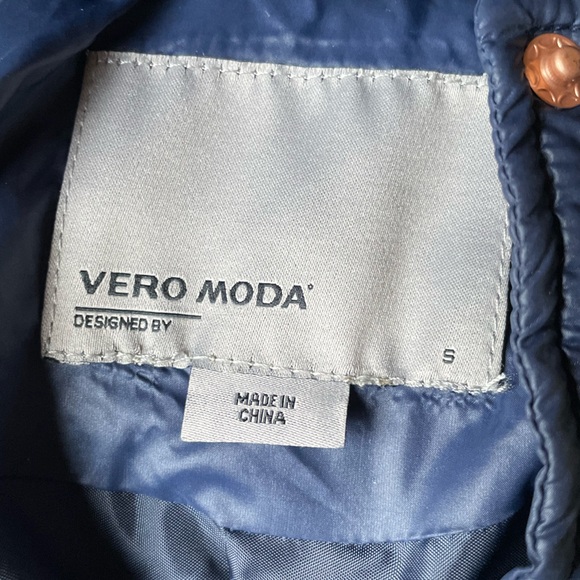 VERO MODA°
DESIGNED BY
S
MADE IN
CHINA